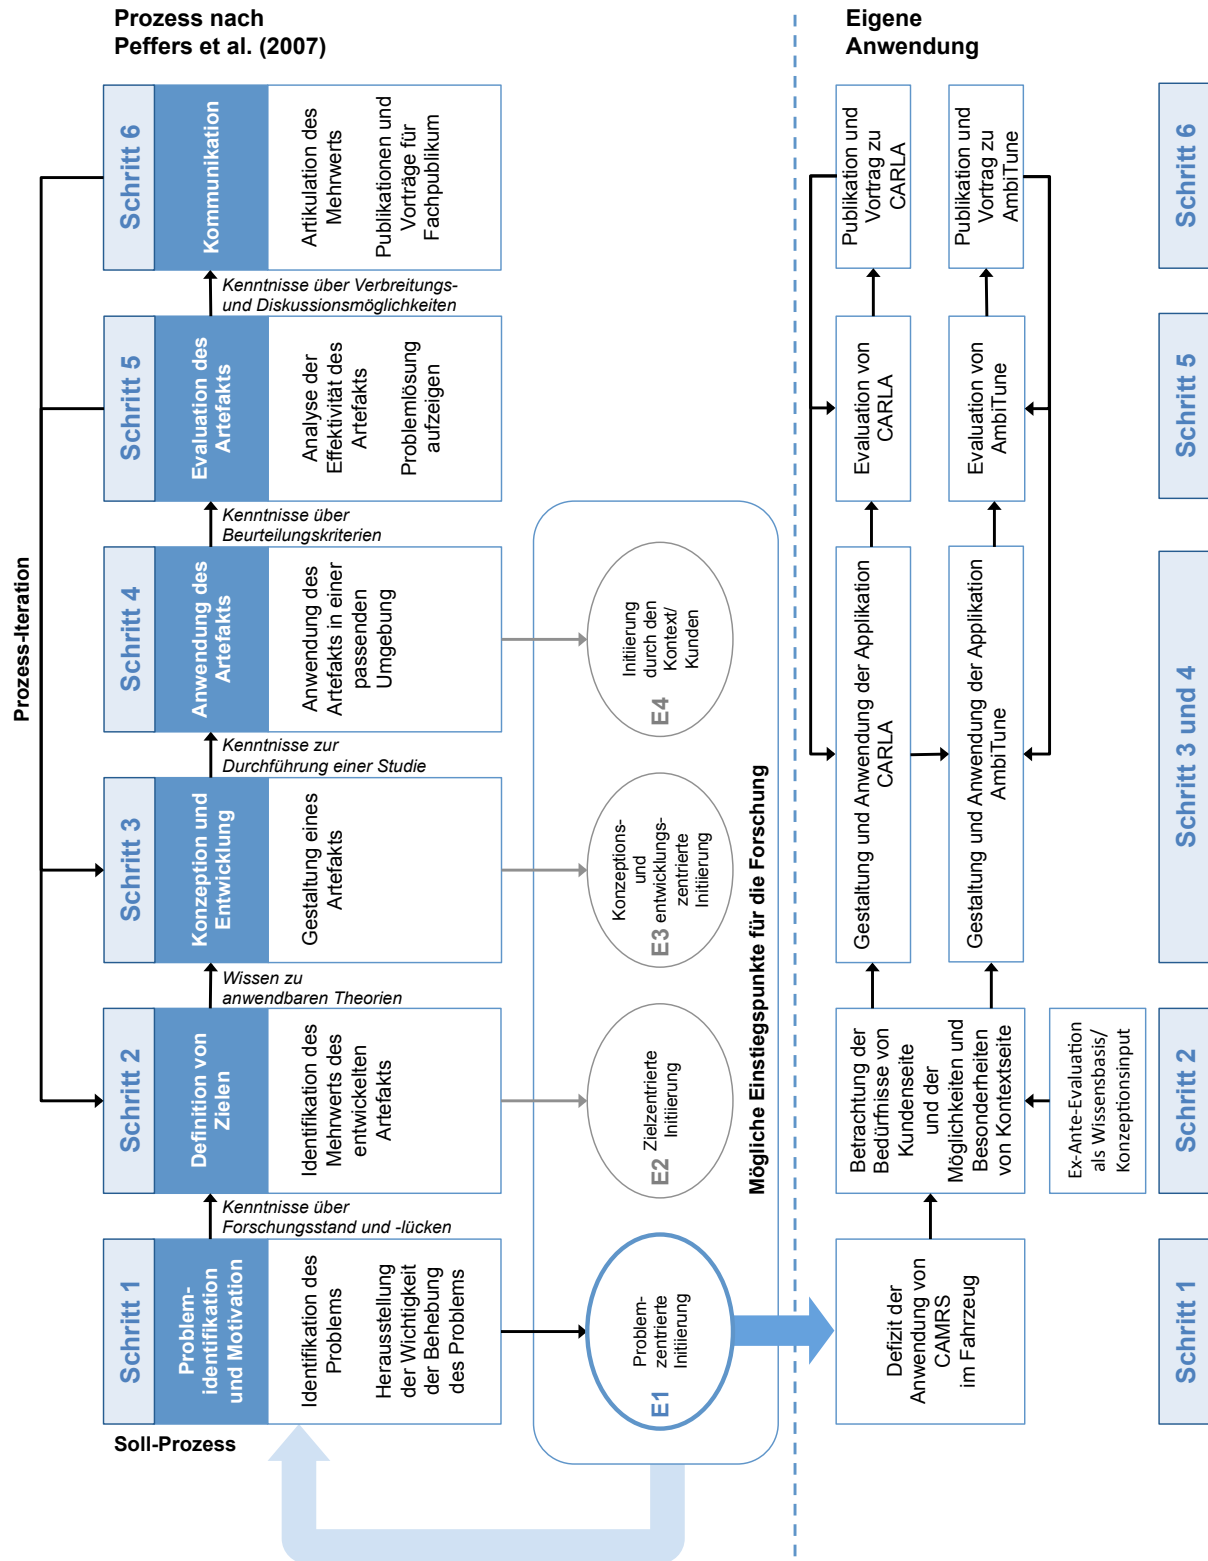 Prozess nach
Peffers et al. (2007)
Eigene
Anwendung
Prozess-Iteration
Soll-Prozess
Schritt 1
Problem-
identifikation
und Motivation
Identifikation des
Problems
Herausstellung
der Wichtigkeit
der Behebung
des Problems
Kenntnisse über
Forschungsstand und -lücken
Schritt 2
Definition von
Zielen
Identifikation des
Mehrwerts des
entwickelten
Artefakts
Wissen zu
anwendbaren Theorien
Schritt 3
Konzeption und
Entwicklung
Gestaltung eines
Artefakts
Kenntnisse zur
Durchführung einer Studie
Schritt 4
Anwendung des
Artefakts
Anwendung des
Artefakts in einer
passenden
Umgebung
Kenntnisse über
Beurteilungskriterien
Schritt 5
Evaluation des
Artefakts
Analyse der
Effektivität des
Artefakts
Problemlösung
aufzeigen
Kenntnisse über Verbreitungs-
und Diskussionsmöglichkeiten
Schritt 6
Kommunikation
Artikulation des
Mehrwerts
Publikationen und
Vorträge für
Fachpublikum
E1
Problem-
zentrierte
Initiierung
E2
Zielzentrierte
Initiierung
E3
Konzeptions-
und
entwicklungs-
zentrierte
Initiierung
E4
Initiierung
durch den
Kontext/
Kunden
Mögliche Einstiegspunkte für die Forschung
Defizit der
Anwendung von
CAMRS
im Fahrzeug
Betrachtung der
Bedürfnisse von
Kundenseite
und der
Möglichkeiten und
Besonderheiten
von Kontextseite
Ex-Ante-Evaluation
als Wissensbasis/
Konzeptionsinput
Gestaltung und Anwendung der Applikation
CARLA
Gestaltung und Anwendung der Applikation
AmbiTune
Evaluation von
CARLA
Evaluation von
AmbiTune
Publikation und
Vortrag zu
CARLA
Publikation und
Vortrag zu
AmbiTune
Schritt 1
Schritt 2
Schritt 3 und 4
Schritt 5
Schritt 6